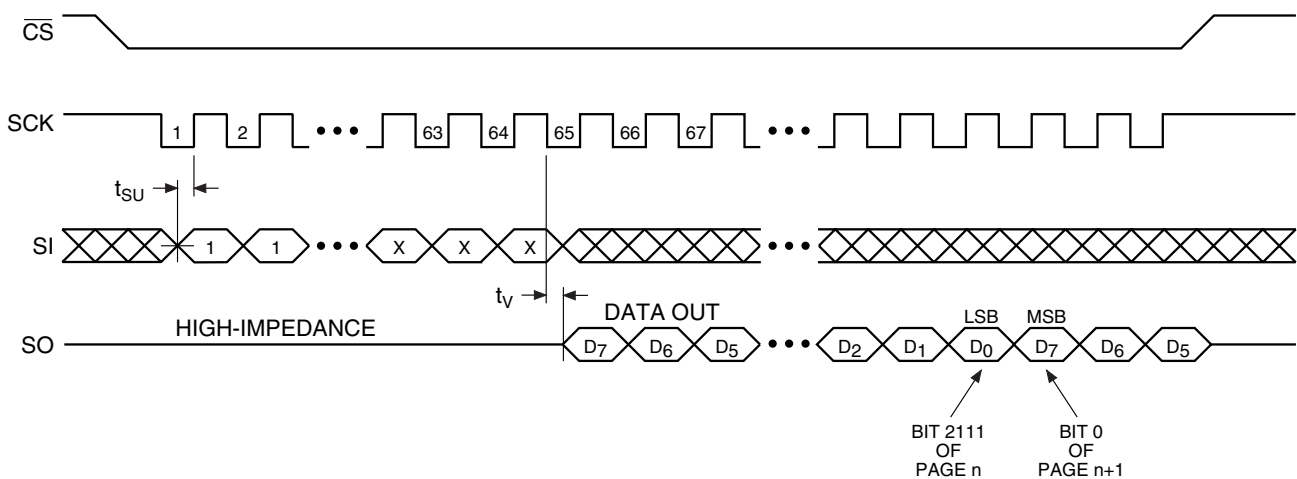 CS
SCK 1 2 63 64 65 66 67
tSU
SI 1 1 X X X
tV
HIGH-IMPEDANCE DATA OUT LSB MSB
SO D7 D6 D5 D2 D1 D0 D7 D6 D5
BIT 2111
OF
PAGE n
BIT 0
OF
PAGE n+1